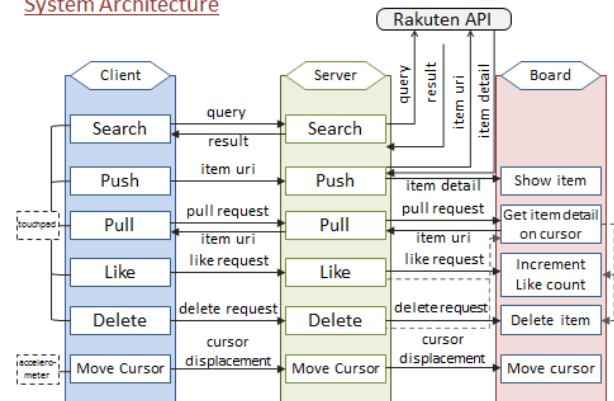 System Architecture
Rakuten API
Client
Server
Board
query
result
item uri
item detail
Search
query
result
Search
Push
item uri
Push
item detail
Show item
touchpad
Pull
pull request
item uri
Pull
pull request
item uri
Get item detail
on cursor
Like
like request
Like
like request
Increment
Like count
Delete
delete request
Delete
delete request
Delete item
accelero-
meter
Move Cursor
cursor
displacement
Move Cursor
cursor
displacement
Move cursor